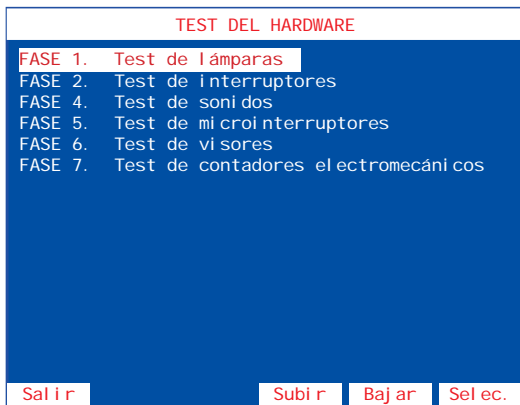 TEST DEL HARDWARE
FASE 1. Test de lámparas
FASE 2. Test de interruptores
FASE 4. Test de sonidos
FASE 5. Test de microinterruptores
FASE 6. Test de visores
FASE 7. Test de contadores electromecánicos
Salir Subir Bajar Selec.